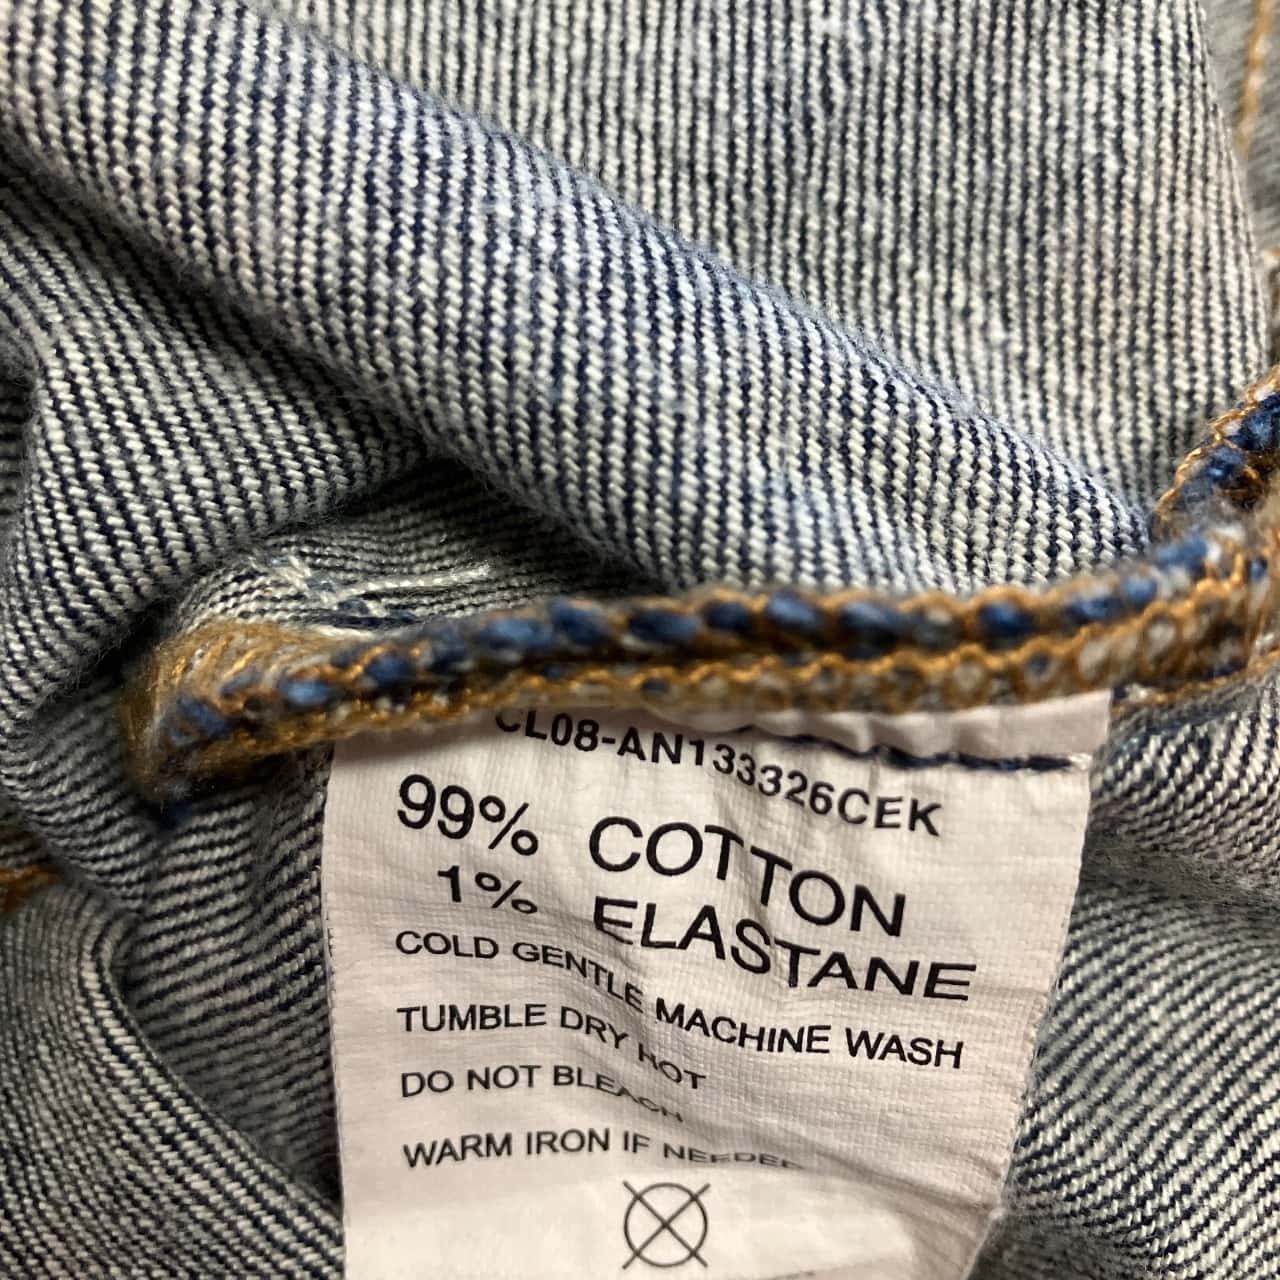 CL08-AN133326CEK
99% COTTON
1% ELASTANE
COLD GENTLE MACHINE WASH
TUMBLE DRY HOT
DO NOT BLEACH
WARM IRON IF NEEDED